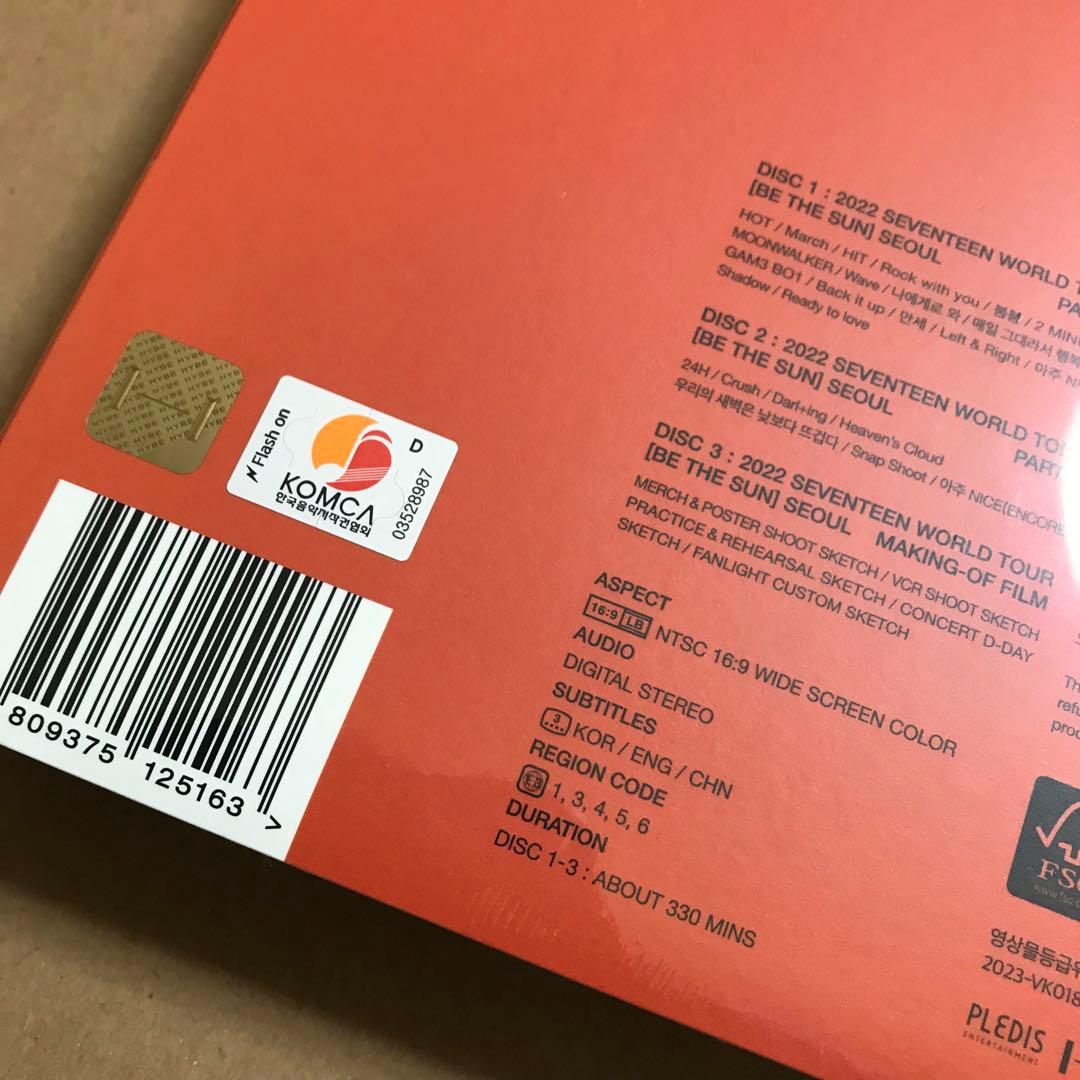 DISC 1 : 2022 SEVENTEEN WORLD
[BE THE SUN] SEOUL
HOT / March / HIT / Rock with you / 봄봄 / 2
MOONWALKER / Wave / 나에게로 와 / 매일 그대라서
GAM3 BO1 / Back it up / 만세 / Left & Right / 아주
Shadow / Ready to love
DISC 2 : 2022 SEVENTEEN WORLD
[BE THE SUN] SEOUL PART
24H / Crush / Darl+ing / Heaven's Cloud
우리의 새벽은 낮보다 뜨겁다 / Snap Shoot / 아주 NICE(ENCORE
DISC 3 : 2022 SEVENTEEN WORLD TOUR
[BE THE SUN] SEOUL MAKING-OF FILM
MERCH & POSTER SHOOT SKETCH / VCR SHOOT SKETCH
PRACTICE & REHEARSAL SKETCH / CONCERT D-DAY
SKETCH / FANLIGHT CUSTOM SKETCH
ASPECT
16:9 LB NTSC 16:9 WIDE SCREEN COLOR
AUDIO
DIGITAL STEREO
SUBTITLES
3 KOR / ENG / CHN
REGION CODE
1, 3, 4, 5, 6
DURATION
DISC 1-3 : ABOUT 330 MINS
HYBE
Flash on
D
KOMCA
한국음악저작권협회
03528987
809375 125163 >
refu
FSC
영상물등급위
2023-VK018
PLEDIS
ENTERTAINMENT